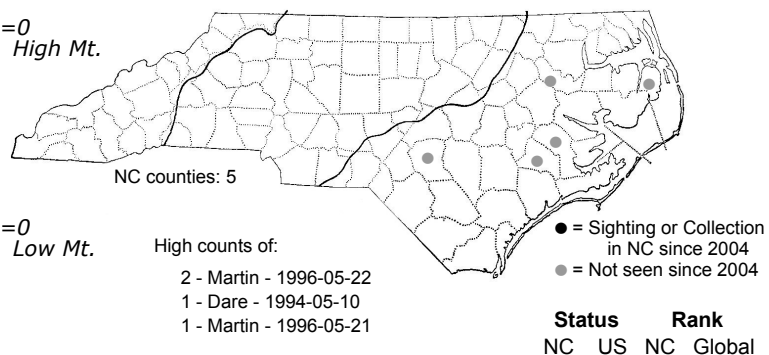 =0
High Mt.
NC counties: 5
=0
Low Mt.
High counts of:
2 - Martin - 1996-05-22
1 - Dare - 1994-05-10
1 - Martin - 1996-05-21
● = Sighting or Collection
in NC since 2004
● = Not seen since 2004
Status Rank
NC US NC Global